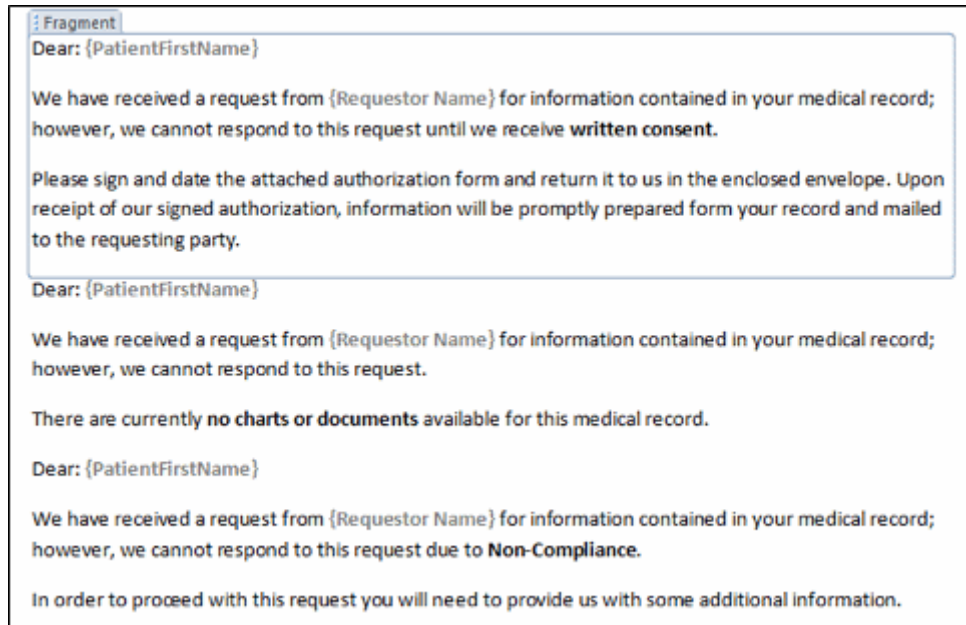 Fragment
Dear: {PatientFirstName}
We have received a request from {Requestor Name} for information contained in your medical record;
however, we cannot respond to this request until we receive written consent.
Please sign and date the attached authorization form and return it to us in the enclosed envelope. Upon
receipt of our signed authorization, information will be promptly prepared form your record and mailed
to the requesting party.
Dear: {PatientFirstName}
We have received a request from {Requestor Name} for information contained in your medical record;
however, we cannot respond to this request.
There are currently no charts or documents available for this medical record.
Dear: {PatientFirstName}
We have received a request from {Requestor Name} for information contained in your medical record;
however, we cannot respond to this request due to Non-Compliance.
In order to proceed with this request you will need to provide us with some additional information.